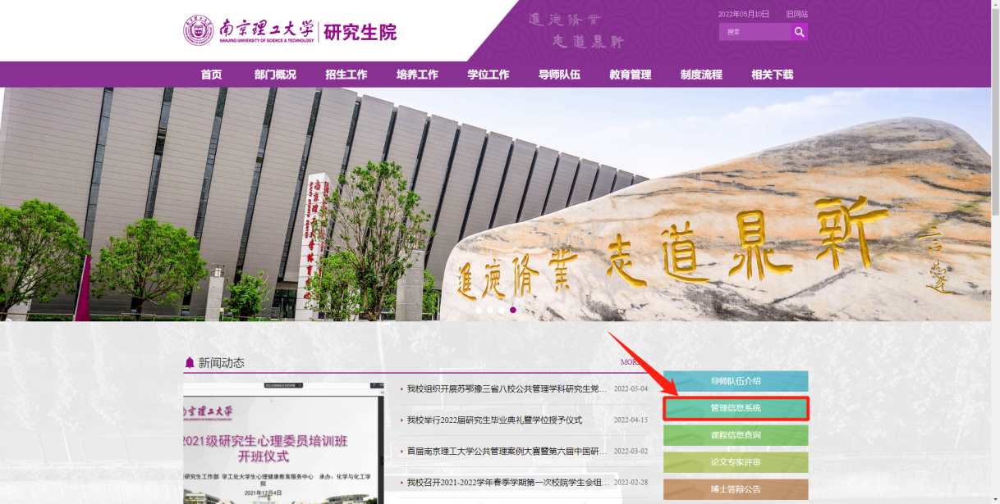 南京理工大学 研究生院
NANJING UNIVERSITY OF SCIENCE & TECHNOLOGY
進德脩業
志道鼎新
2022年05月10日 旧网站
搜索
首页 部门概况 招生工作 培养工作 学位工作 导师队伍 教育管理 制度流程 相关下载
進德脩業 志道鼎新
新闻动态
MORE
我校组织开展苏鄂豫三省八校公共管理学科研究生党... 2022-05-04
我校举行2022届研究生毕业典礼暨学位授予仪式 2022-04-15
首届南京理工大学公共管理案例大赛暨第六届中国研... 2022-03-02
我校召开2021-2022学年春季学期第一次校院学生会组... 2022-02-28
京理工大学
2021级研究生心理委员培训班
开班仪式
研究生工作部 学工处大学生心理健康教育服务中心 承办：化学与化工学
院
2021年12月4日
导师队伍介绍
管理信息系统
课程信息查询
论文专家评审
博士答辩公告